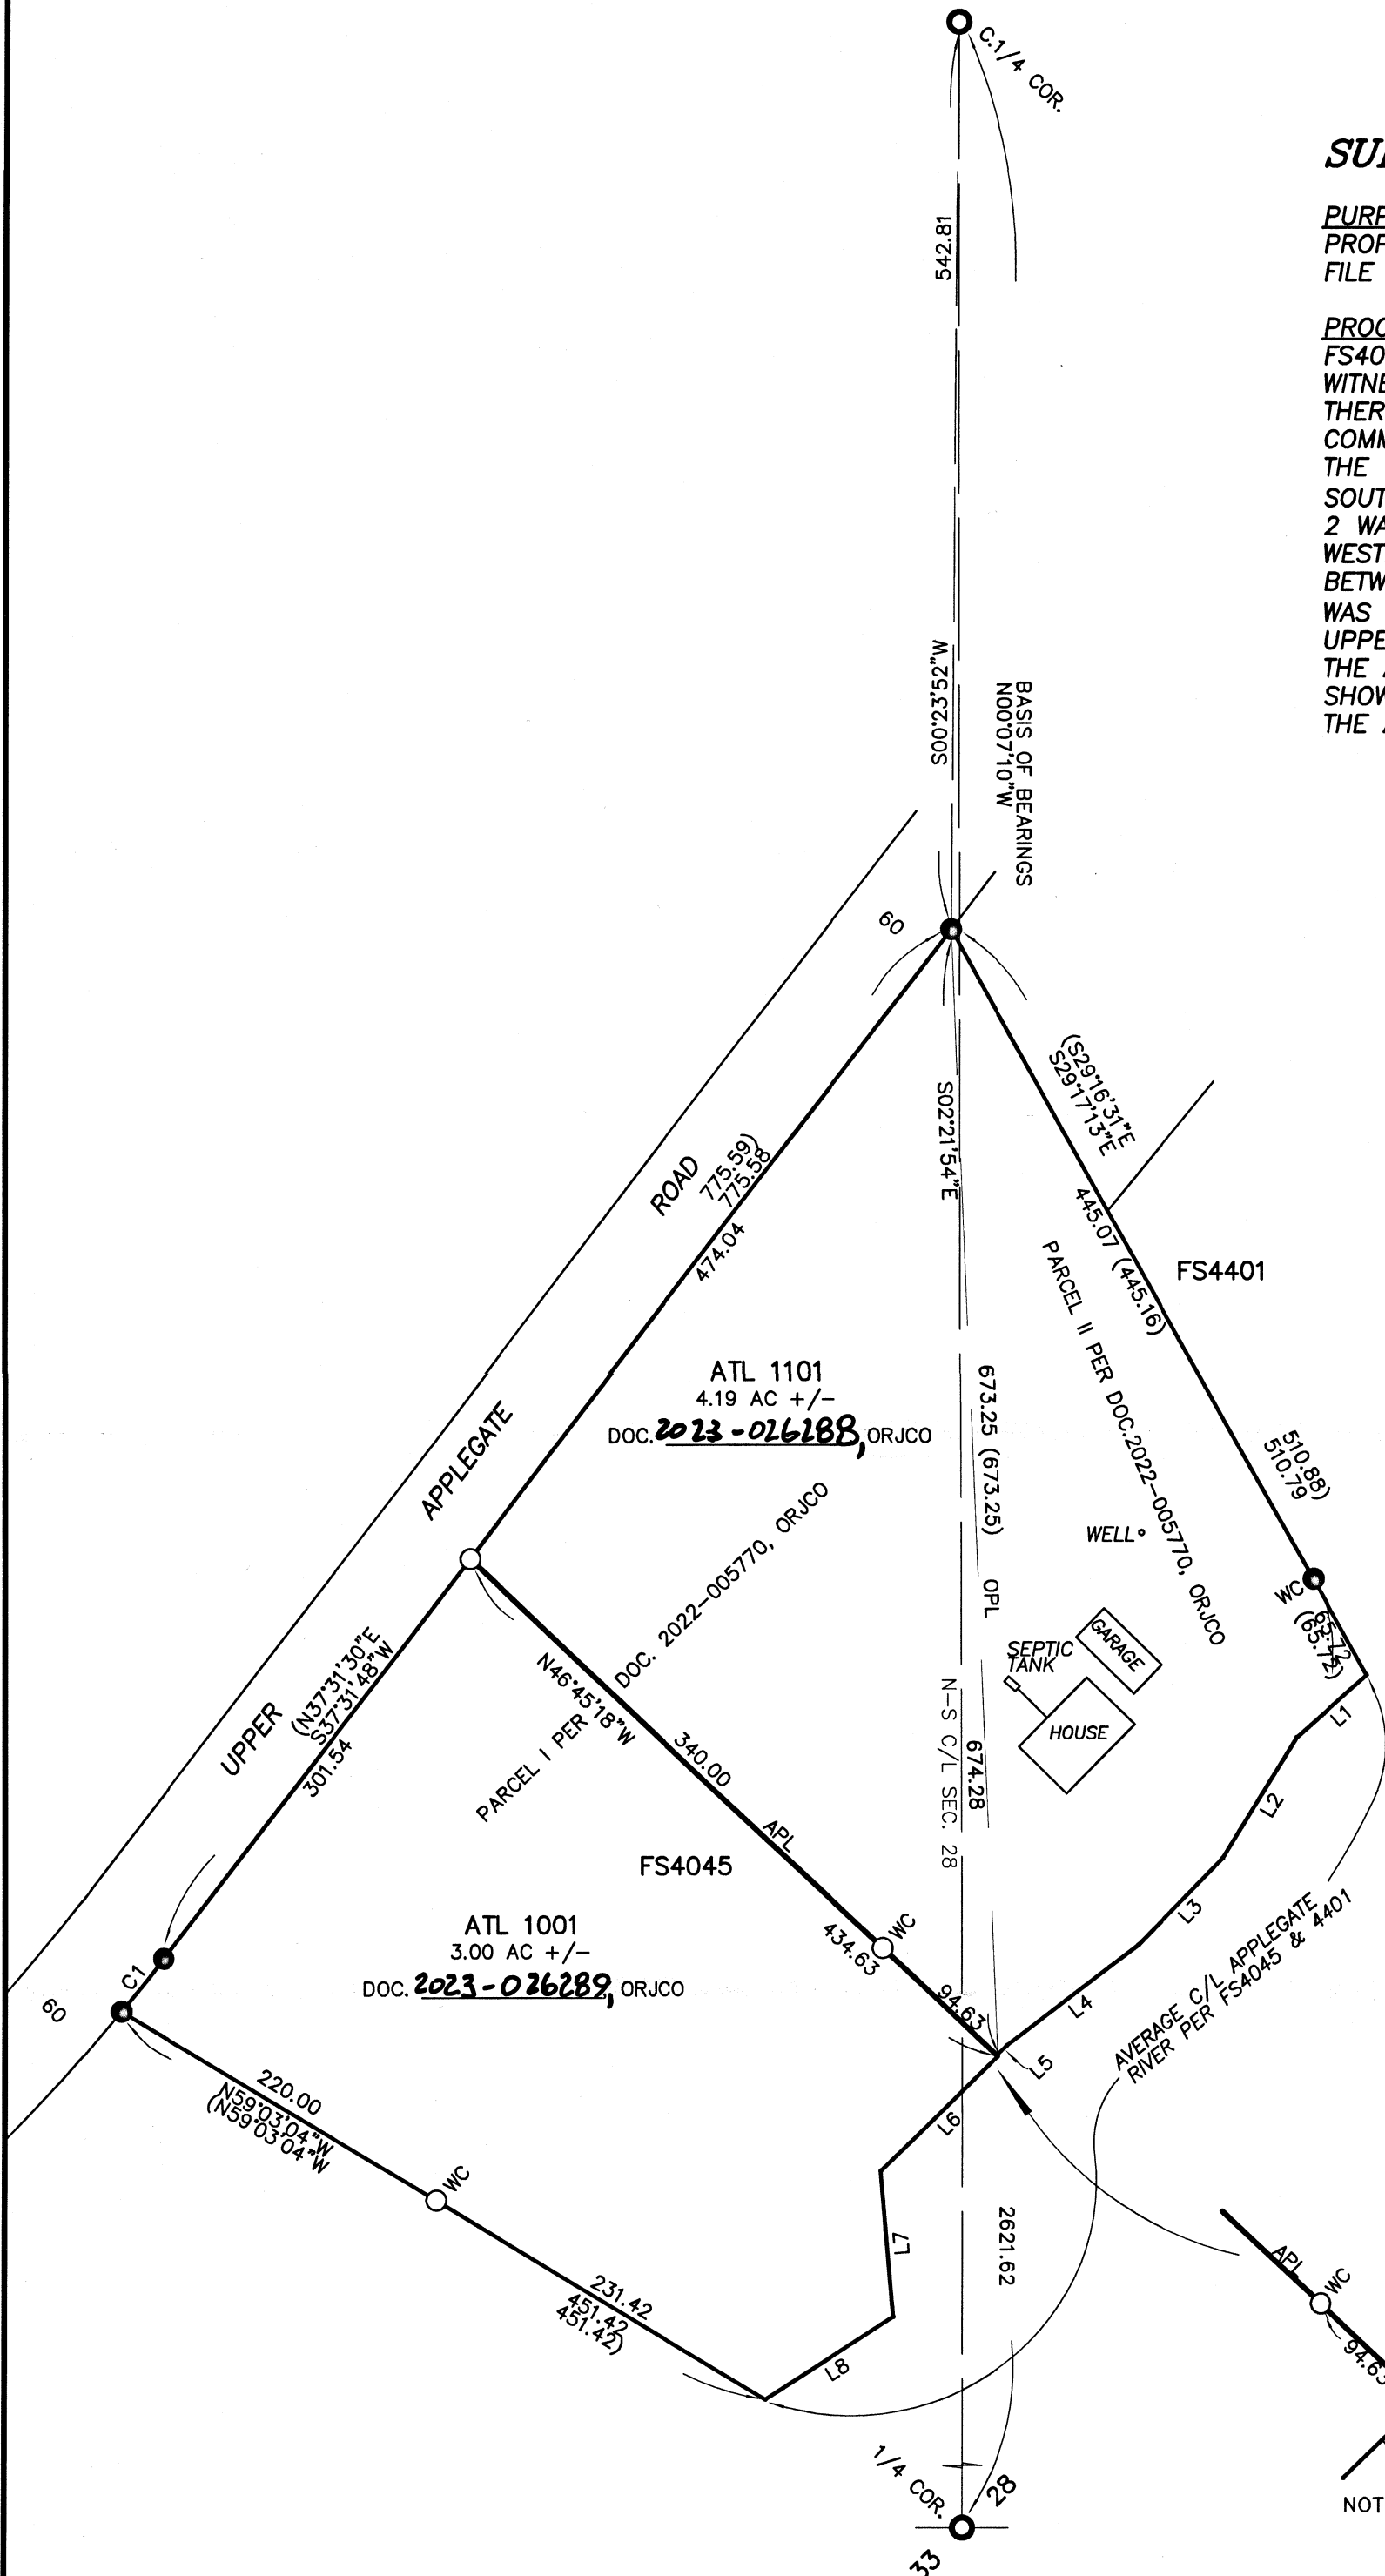 C.1/4 COR.
542.81
PROP
FILE
FS40
WITNE
THER
COMM
THE
SOUT
2 WA
WEST
BETW
WAS
UPPE
THE
SHOW
THE
S00°23'52"W
BASIS OF BEARINGS
N00°07'10"W
60
(S29°16'31"E
S29°17'13"E
S02°21'54"E
ROAD
775.59)
775.58
474.04
445.07 (445.16)
FS4401
PARCEL II PER DOC.2022-005770, ORJCO
ATL 1101
4.19 AC +/-
DOC. 2023-026288, ORJCO
673.25 (673.25)
OPL
510.88)
510.79
APPLEGATE
WELL
WC
65.72
(65.72)
GARAGE
SEPTIC
TANK
HOUSE
L1
L2
L3
L4
L5
L6
L7
L8
UPPER
(N37°31'30"E
S37°31'48"W
301.54
N46°45'18"W
PARCEL I PER DOC. 2022-005770, ORJCO
340.00
APL
674.28
N-S C/L SEC. 28
FS4045
ATL 1001
3.00 AC +/-
DOC. 2023-026289, ORJCO
434.63
WC
94.63
AVERAGE C/L APPLEGATE
RIVER PER FS4045 & 4401
C1
60
220.00
N59°03'04"W
(N59°03'04"W
WC
231.42
451.42
451.42)
2621.62
APL
WC
94.63
1/4 COR.
28
33
NOT